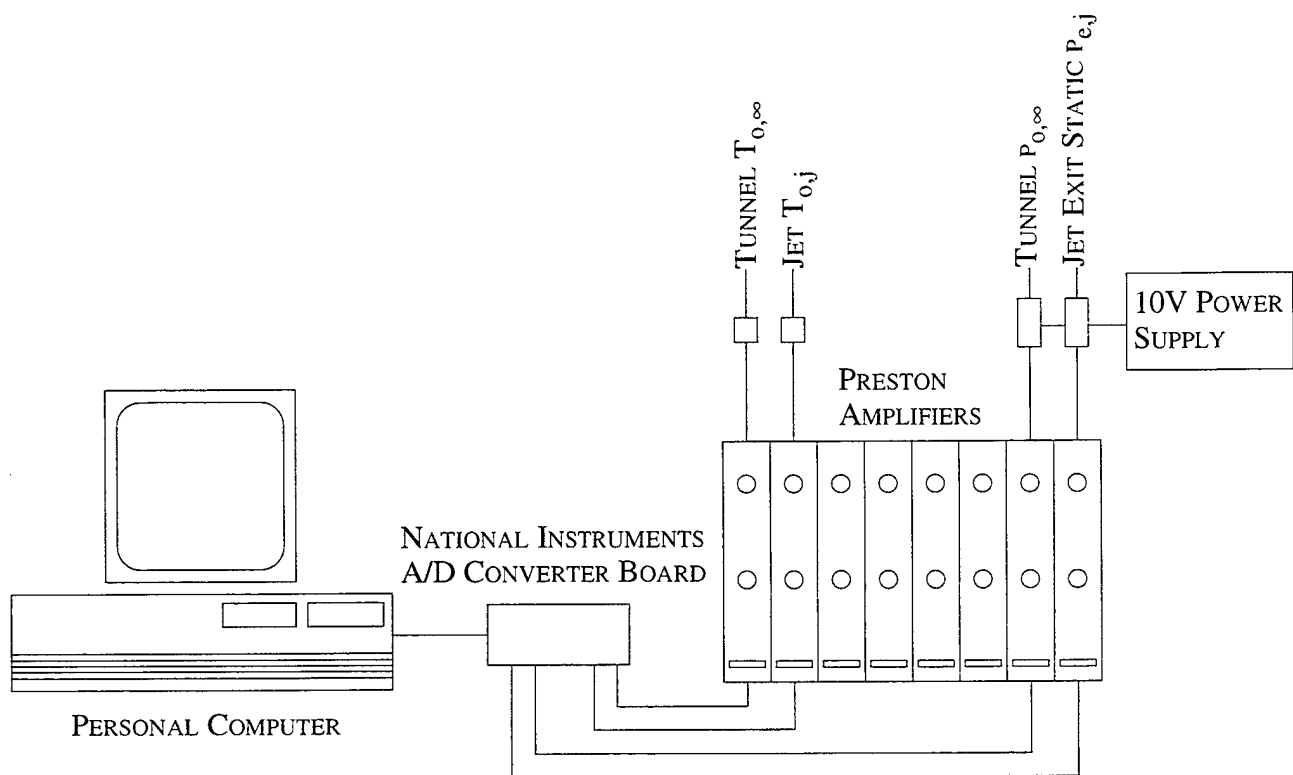 TUNNEL T₀,∞
JET T₀,j
TUNNEL P₀,∞
JET EXIT STATIC Pe,j
10V POWER
SUPPLY
PRESTON
AMPLIFIERS
NATIONAL INSTRUMENTS
A/D CONVERTER BOARD
PERSONAL COMPUTER